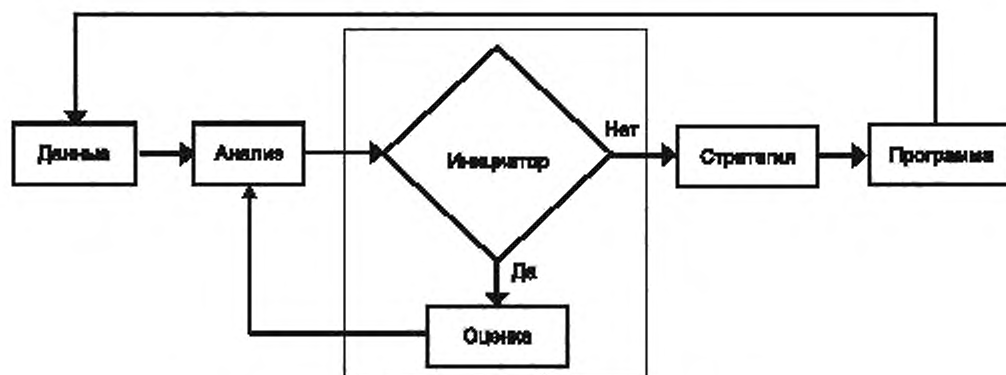 Данные
Анализ
Инициатор
Нет
Стратегия
Программа
Да
Оценка